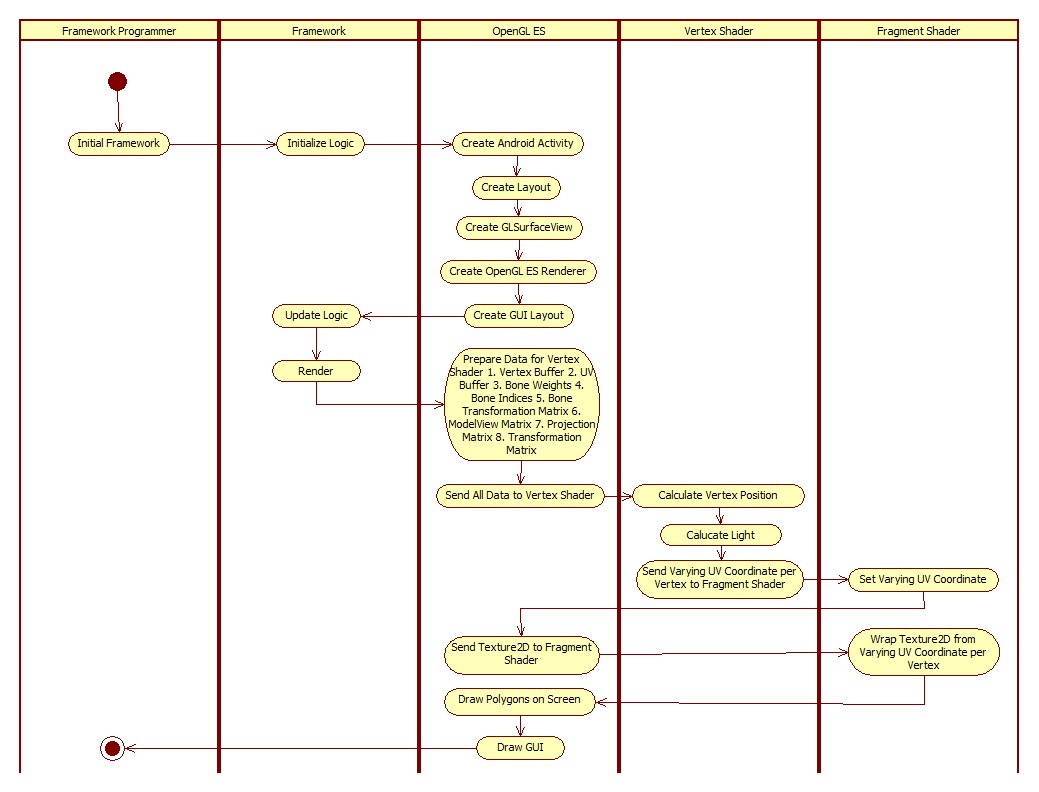 Framework Programmer
Framework
OpenGL ES
Vertex Shader
Fragment Shader
Initial Framework
Initialize Logic
Create Android Activity
Create Layout
Create GLSurfaceView
Create OpenGL ES Renderer
Update Logic
Create GUI Layout
Render
Prepare Data for Vertex
Shader 1. Vertex Buffer 2. UV
Buffer 3. Bone Weights 4.
Bone Indices 5. Bone
Transformation Matrix 6.
ModelView Matrix 7. Projection
Matrix 8. Transformation
Matrix
Send All Data to Vertex Shader
Calculate Vertex Position
Calucate Light
Send Varying UV Coordinate per
Vertex to Fragment Shader
Set Varying UV Coordinate
Send Texture2D to Fragment
Shader
Wrap Texture2D from
Varying UV Coordinate per
Vertex
Draw Polygons on Screen
Draw GUI